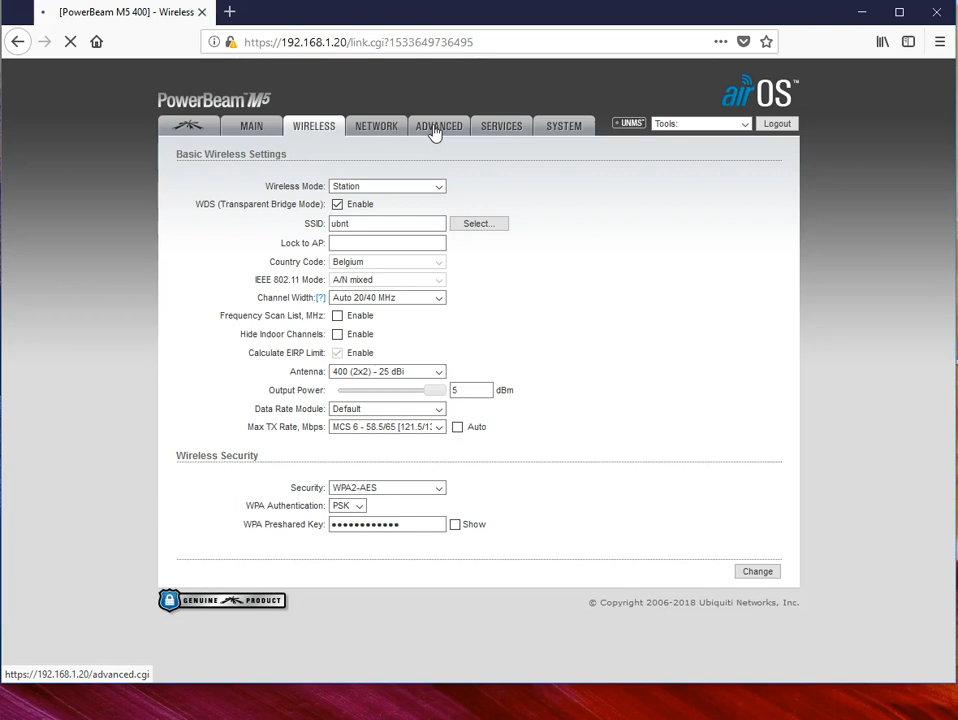 [PowerBeam M5 400] - Wireless
https://192.168.1.20/link.cgi?1533649736495
PowerBeam M5
airOS™
MAIN WIRELESS NETWORK ADVANCED SERVICES SYSTEM UNMS Tools: Logout
Basic Wireless Settings
Wireless Mode: Station
WDS (Transparent Bridge Mode): Enable
SSID: ubnt Select...
Lock to AP:
Country Code: Belgium
IEEE 802.11 Mode: A/N mixed
Channel Width:[?] Auto 20/40 MHz
Frequency Scan List, MHz: Enable
Hide Indoor Channels: Enable
Calculate EIRP Limit: Enable
Antenna: 400 (2x2) - 25 dBi
Output Power: 5 dBm
Data Rate Module: Default
Max TX Rate, Mbps: MCS 6 - 58.5/65 [121.5/13 Auto
Wireless Security
Security: WPA2-AES
WPA Authentication: PSK
WPA Preshared Key: •••••••••••• Show
Change
GENUINE PRODUCT
© Copyright 2006-2018 Ubiquiti Networks, Inc.
https://192.168.1.20/advanced.cgi